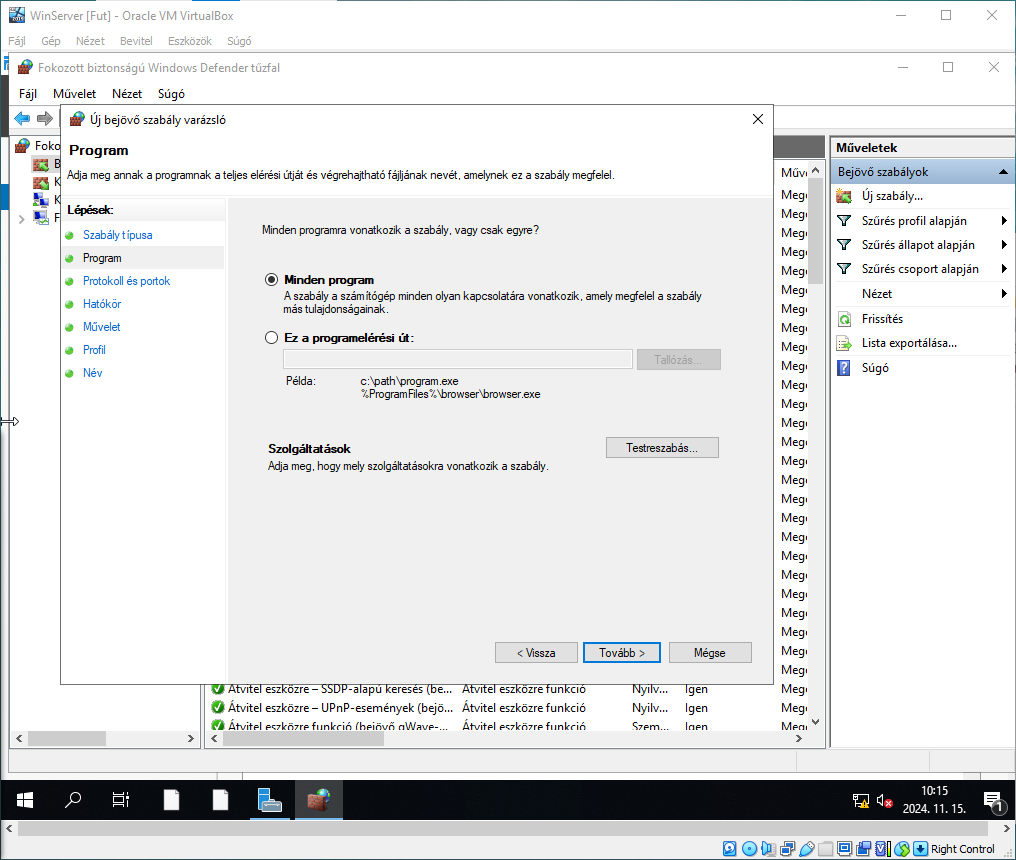 WinServer [Fut] - Oracle VM VirtualBox
Fájl Gép Nézet Bevitel Eszközök Súgó
Fokozott biztonságú Windows Defender tűzfal
Fájl Művelet Nézet Súgó
Új bejövő szabály varázsló
Program
Adja meg annak a programnak a teljes elérési útját és végrehajtható fájljának nevét, amelynek ez a szabály megfelel.
Lépések:
Szabály típusa
Program
Protokoll és portok
Hatókör
Művelet
Profil
Név
Minden programra vonatkozik a szabály, vagy csak egyre?
Minden program
A szabály a számítógép minden olyan kapcsolatára vonatkozik, amely megfelel a szabály
más tulajdonságainak.
Ez a programelérési út:
Tallózás...
Példa: c:\path\program.exe
%ProgramFiles%\browser\browser.exe
Szolgáltatások
Testreszabás...
Adja meg, hogy mely szolgáltatásokra vonatkozik a szabály.
< Vissza Tovább > Mégse
Műveletek
Bejövő szabályok
Új szabály...
Szűrés profil alapján
Szűrés állapot alapján
Szűrés csoport alapján
Nézet
Frissítés
Lista exportálása...
Súgó
Átvitel eszközre – SSDP-alapú keresés (be... Átvitel eszközre funkció Nyilv... Igen
Átvitel eszközre – UPnP-események (bejö... Átvitel eszközre funkció Nyilv... Igen
Átvitel eszközre funkció (bejövő qWave-... Átvitel eszközre funkció Szem... Igen
10:15
2024. 11. 15.
1
Right Control